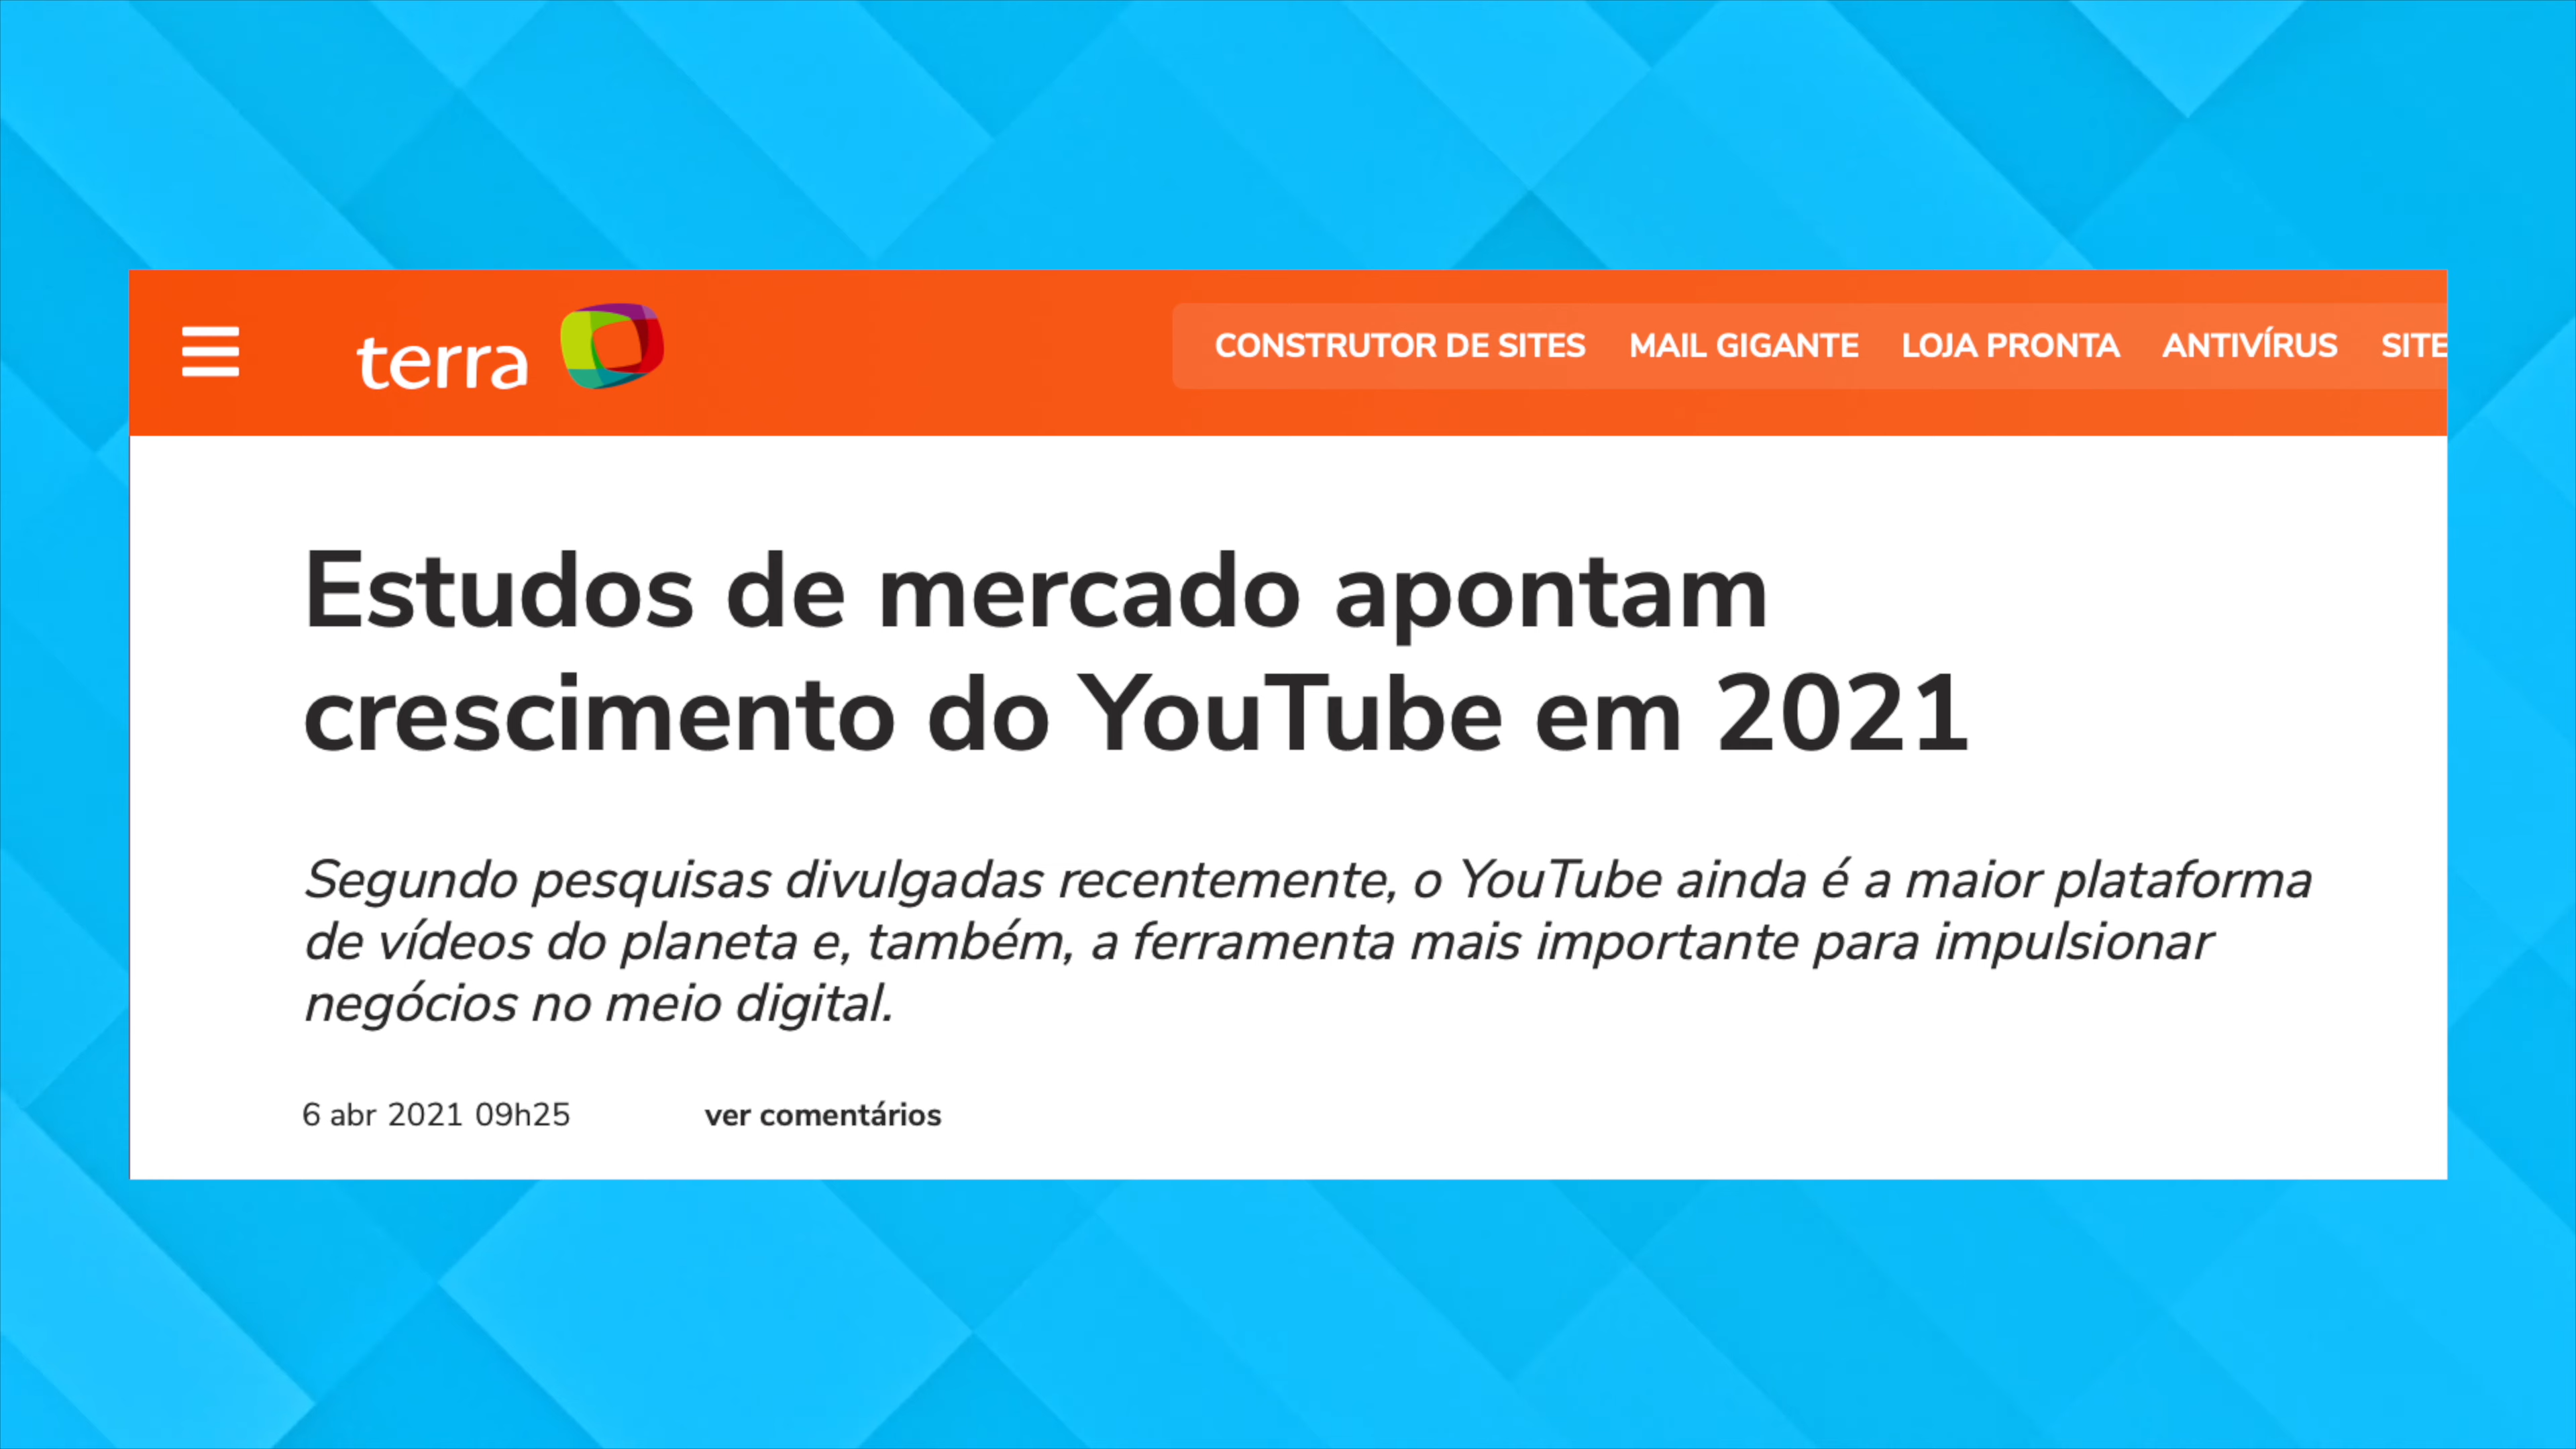 terra
CONSTRUTOR DE SITES MAIL GIGANTE LOJA PRONTA ANTIVÍRUS SITE
Estudos de mercado apontam
crescimento do YouTube em 2021
Segundo pesquisas divulgadas recentemente, o YouTube ainda é a maior plataforma
de vídeos do planeta e, também, a ferramenta mais importante para impulsionar
negócios no meio digital.
6 abr 2021 09h25 ver comentários